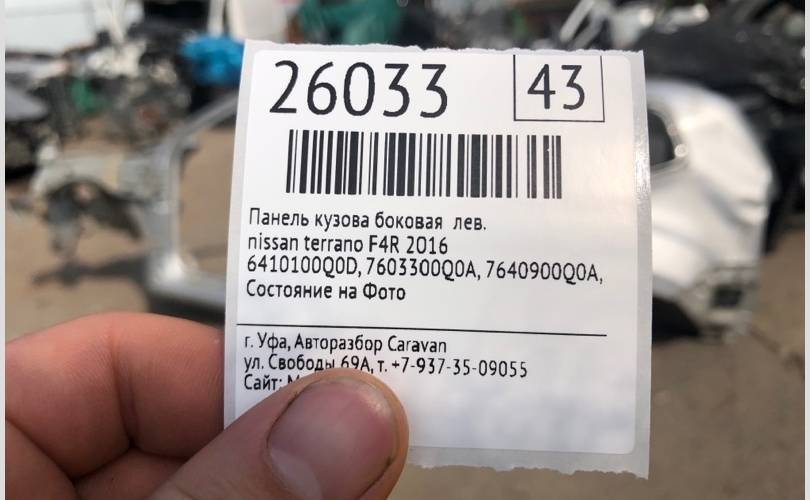 26033 43
Панель кузова боковая лев.
nissan terrano F4R 2016
6410100Q0D, 7603300Q0A, 7640900Q0A,
Состояние на Фото
г. Уфа, Авторазбор Caravan
ул. Свободы 69А, т. +7-937-35-09055
Сайт: